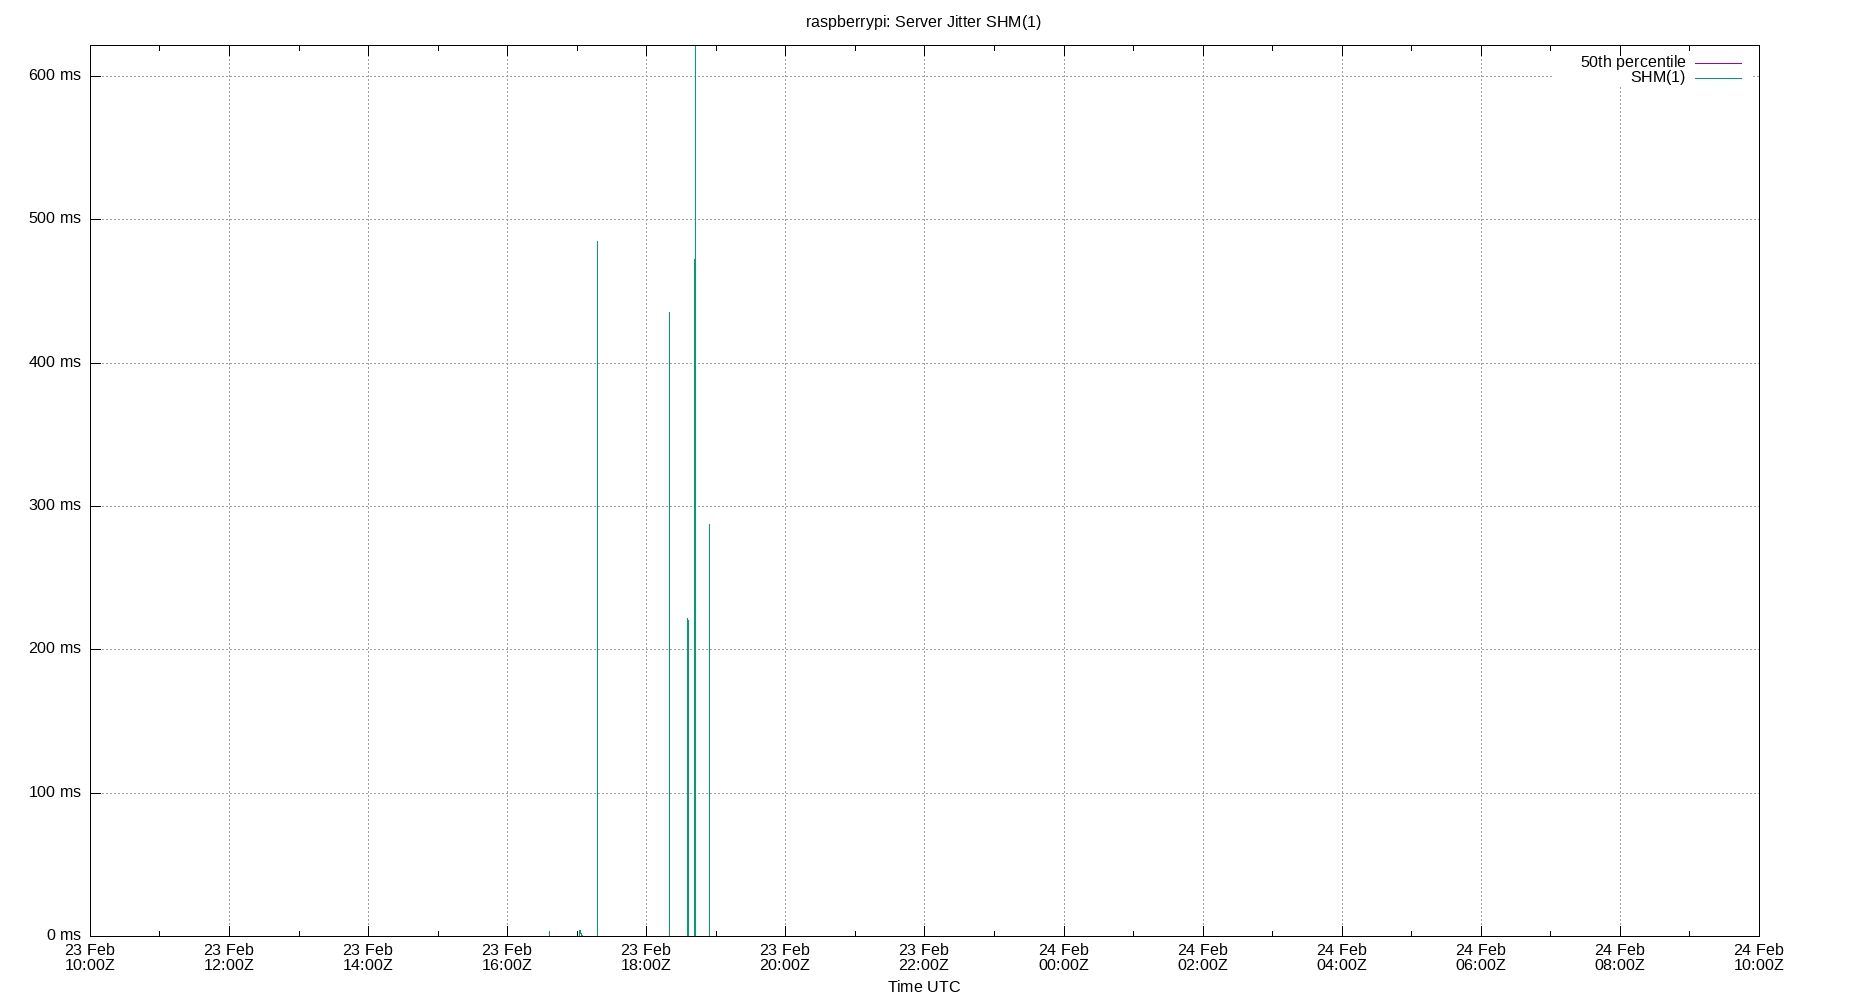 raspberrypi: Server Jitter SHM(1)
50th percentile
SHM(1)
600 ms
500 ms
400 ms
300 ms
200 ms
100 ms
0 ms
23 Feb 23 Feb 23 Feb 23 Feb 23 Feb 23 Feb 23 Feb 24 Feb 24 Feb 24 Feb 24 Feb 24 Feb 24 Feb
10:00Z 12:00Z 14:00Z 16:00Z 18:00Z 20:00Z 22:00Z 00:00Z 02:00Z 04:00Z 06:00Z 08:00Z 10:00Z
Time UTC